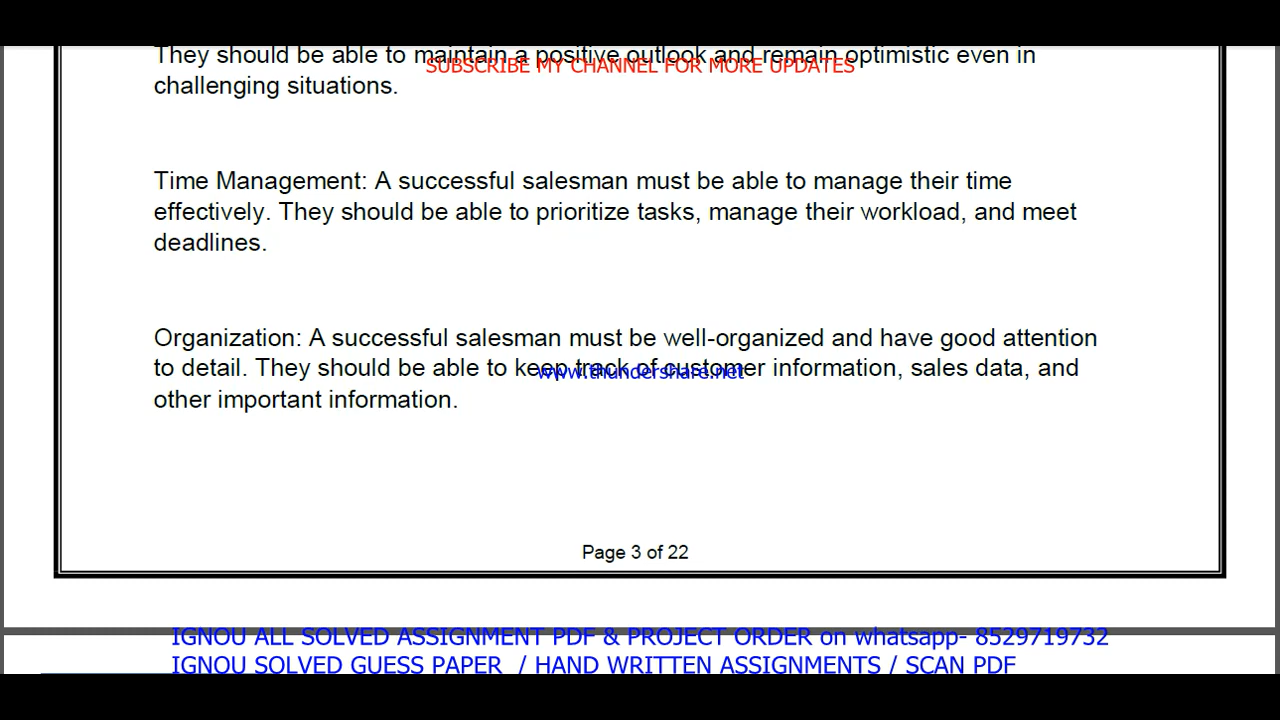 They should be able to maintain a positive outlook and remain optimistic even in
SUBSCRIBE MY CHANNEL FOR MORE UPDATES
challenging situations.
Time Management: A successful salesman must be able to manage their time
effectively. They should be able to prioritize tasks, manage their workload, and meet
deadlines.
Organization: A successful salesman must be well-organized and have good attention
to detail. They should be able to keep track of customer information, sales data, and
www.thundershare.net
other important information.
Page 3 of 22
IGNOU ALL SOLVED ASSIGNMENT PDF & PROJECT ORDER on whatsapp- 8529719732
IGNOU SOLVED GUESS PAPER / HAND WRITTEN ASSIGNMENTS / SCAN PDF